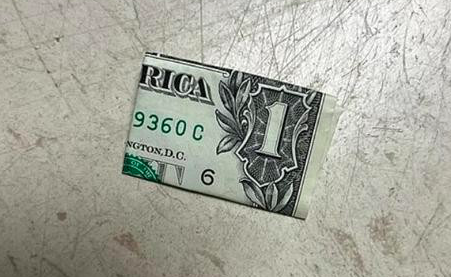 RICA
9360 C
NGTON, D.C.
6
1